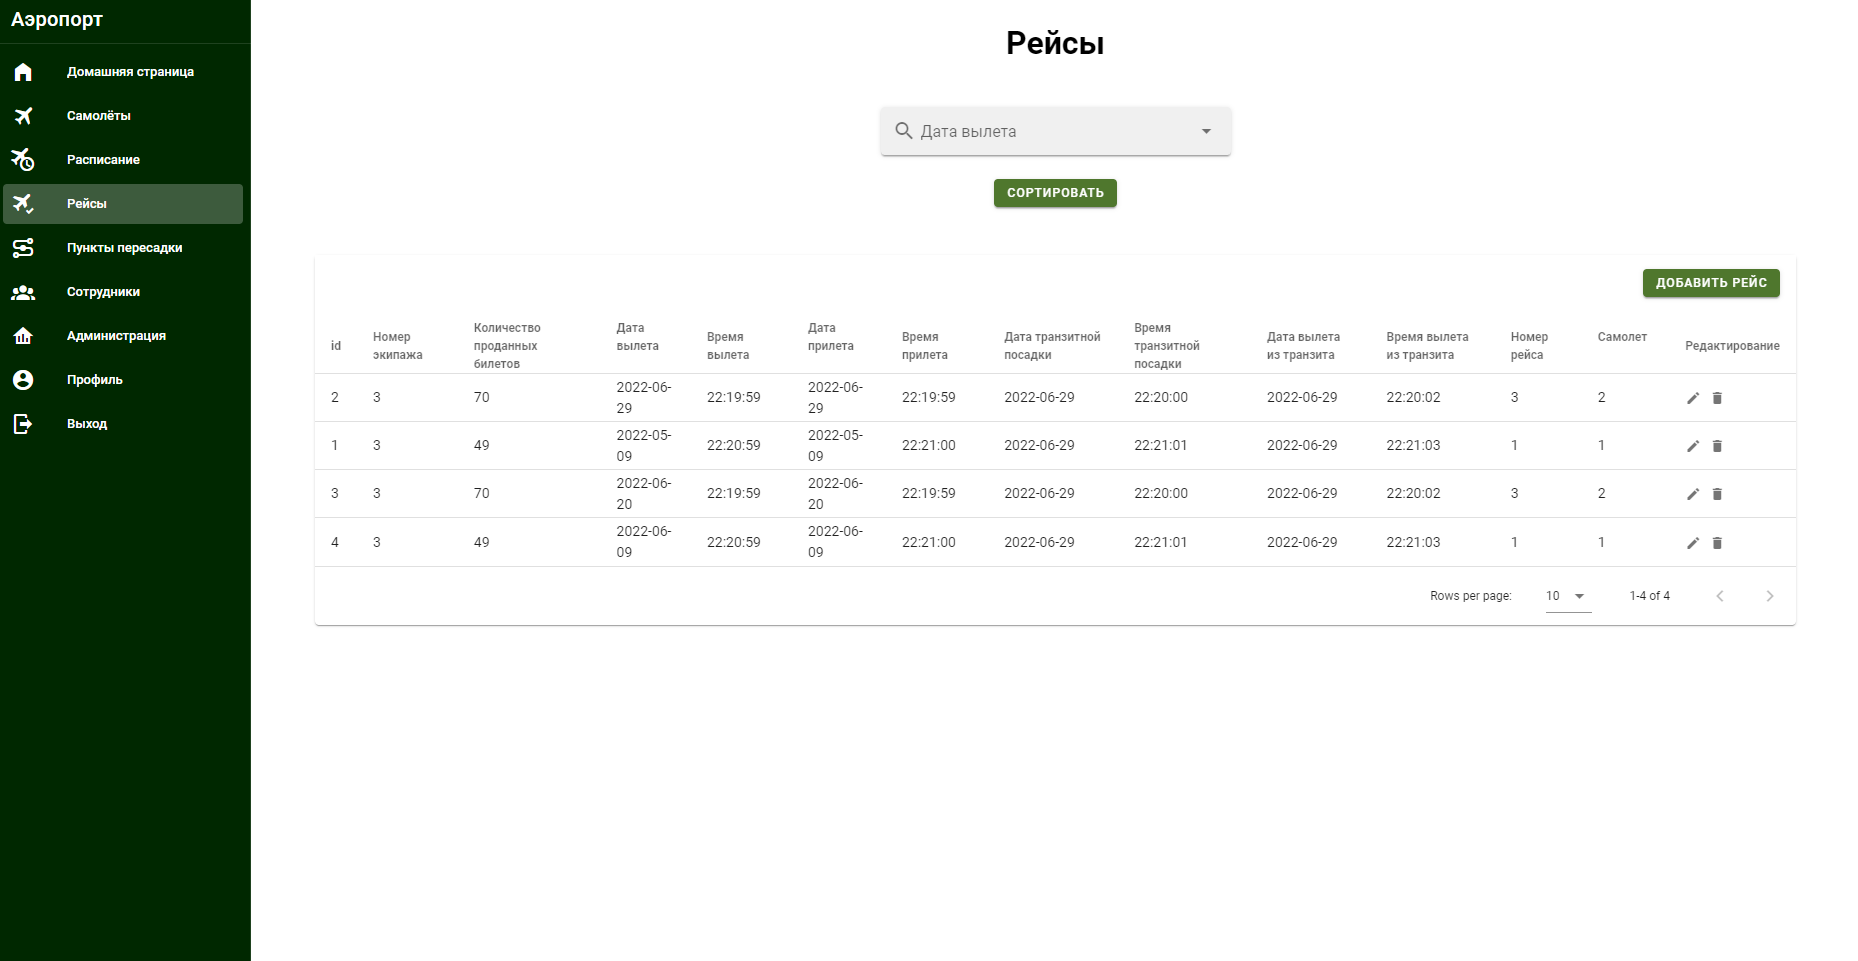 Аэропорт
Домашняя страница
Самолёты
Расписание
Рейсы
Пункты пересадки
Сотрудники
Администрация
Профиль
Выход
Рейсы
Дата вылета
СОРТИРОВАТЬ
ДОБАВИТЬ РЕЙС
id Номер экипажа Количество проданных билетов Дата вылета Время вылета Дата прилета Время прилета Дата транзитной посадки Время транзитной посадки Дата вылета из транзита Время вылета из транзита Номер рейса Самолет Редактирование
2 3 70 2022-06-29 22:19:59 2022-06-29 22:19:59 2022-06-29 22:20:00 2022-06-29 22:20:02 3 2
1 3 49 2022-05-09 22:20:59 2022-05-09 22:21:00 2022-06-29 22:21:01 2022-06-29 22:21:03 1 1
3 3 70 2022-06-20 22:19:59 2022-06-20 22:19:59 2022-06-29 22:20:00 2022-06-29 22:20:02 3 2
4 3 49 2022-06-09 22:20:59 2022-06-09 22:21:00 2022-06-29 22:21:01 2022-06-29 22:21:03 1 1
Rows per page: 10 1-4 of 4